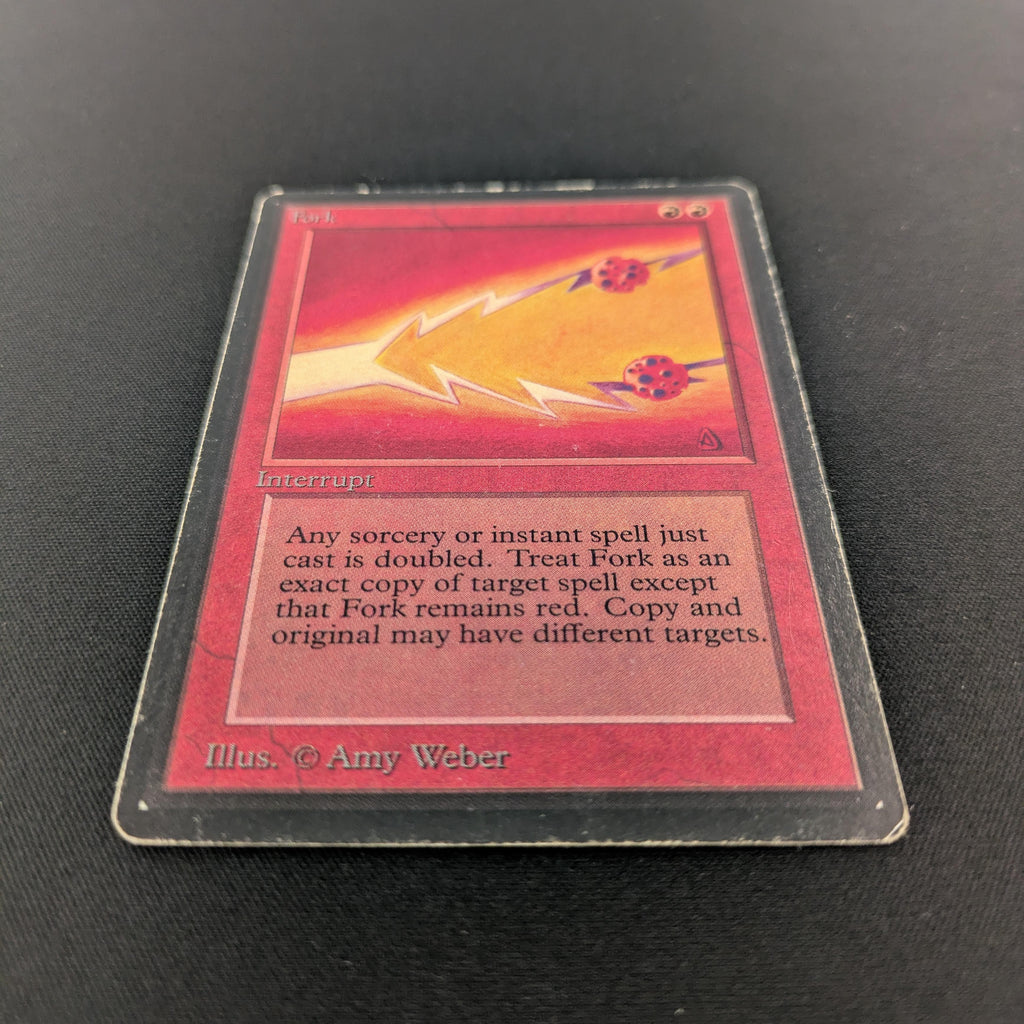 Fork
Interrupt
Any sorcery or instant spell just
cast is doubled. Treat Fork as an
exact copy of target spell except
that Fork remains red. Copy and
original may have different targets.
Illus. © Amy Weber